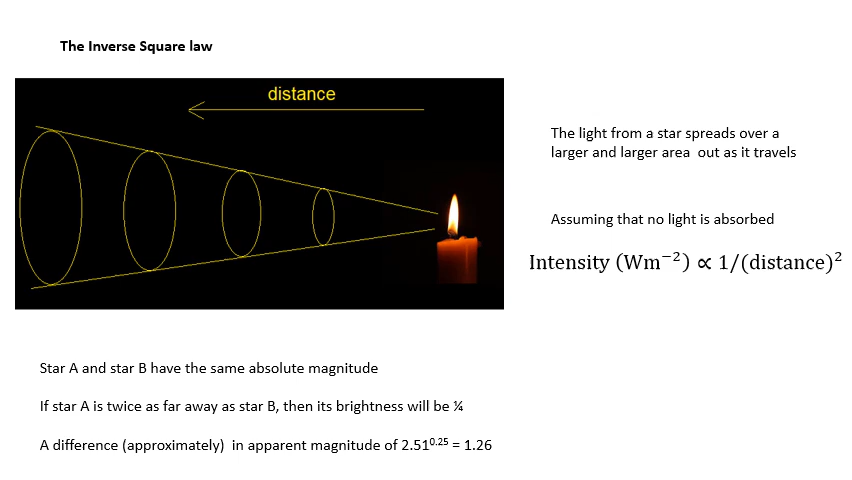 The Inverse Square law
distance
The light from a star spreads over a
larger and larger area  out as it travels
Assuming that no light is absorbed
Intensity (Wm⁻²) ∝ 1/(distance)²
Star A and star B have the same absolute magnitude
If star A is twice as far away as star B, then its brightness will be ¼
A difference (approximately)  in apparent magnitude of 2.51⁰·²⁵ = 1.26